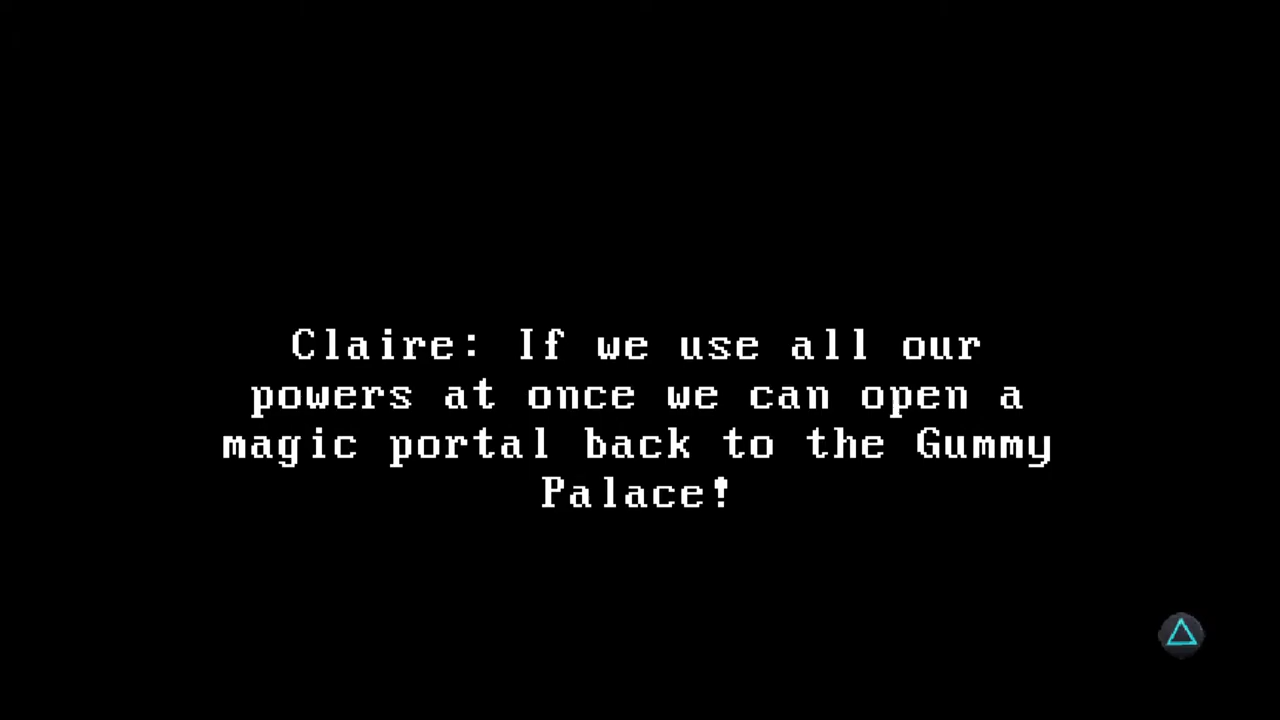 Claire: If we use all our
powers at once we can open a
magic portal back to the Gummy
Palace!